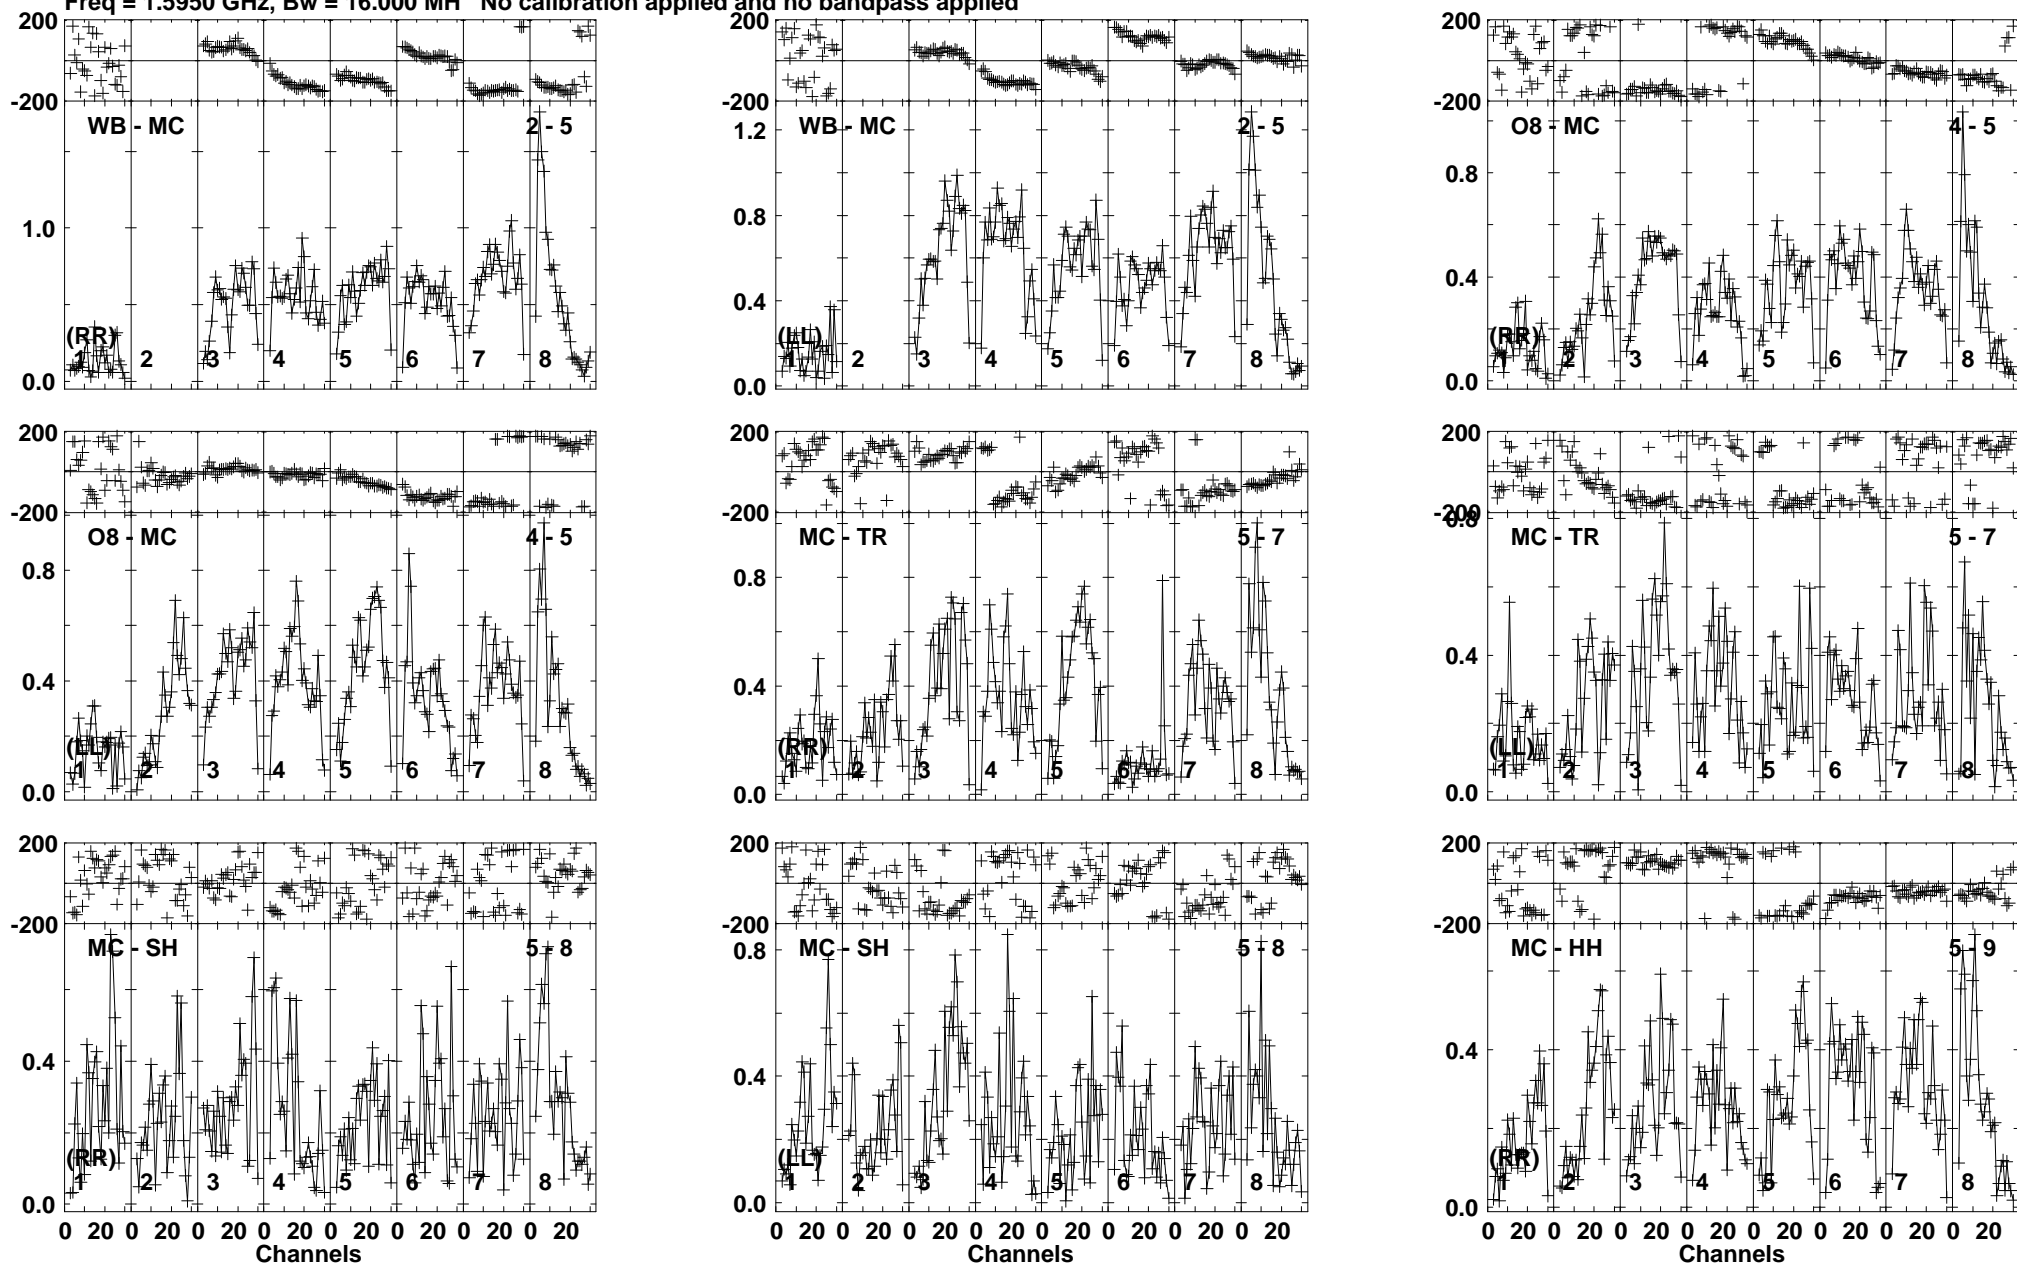 Freq = 1.5950 GHz, Bw = 16.000 MH No calibration applied and no bandpass applied
200 200 200
-200 -200 -200
WB - MC 2 - 5 WB - MC 2 - 5 O8 - MC 4 - 5
1.2
1.0 0.8 0.8
0.4 0.4
(RR) (LL) (RR)
1 2 3 4 5 6 7 8 1 2 3 4 5 6 7 8 1 2 3 4 5 6 7 8
0.0 0.0 0.0
200 200 200
-200 -200 -200
0.8
O8 - MC 4 - 5 MC - TR 5 - 7 MC - TR 5 - 7
0.8 0.8
0.4 0.4 0.4
(LL) (RR) (LL)
1 2 3 4 5 6 7 8 1 2 3 4 5 6 7 8 1 2 3 4 5 6 7 8
0.0 0.0 0.0
200 200 200
-200 -200 -200
MC - SH 5 - 8 MC - SH 5 - 8 MC - HH 5 - 9
0.8
0.4 0.4 0.4
(RR) (LL) (RR)
1 2 3 4 5 6 7 8 1 2 3 4 5 6 7 8 1 2 3 4 5 6 7 8
0.0 0.0 0.0
0 20 0 20 0 20 0 20 0 20 0 20 0 20 0 20 0 20 0 20 0 20 0 20 0 20 0 20 0 20 0 20 0 20 0 20 0 20 0 20 0 20 0 20 0 20 0 20
Channels Channels Channels